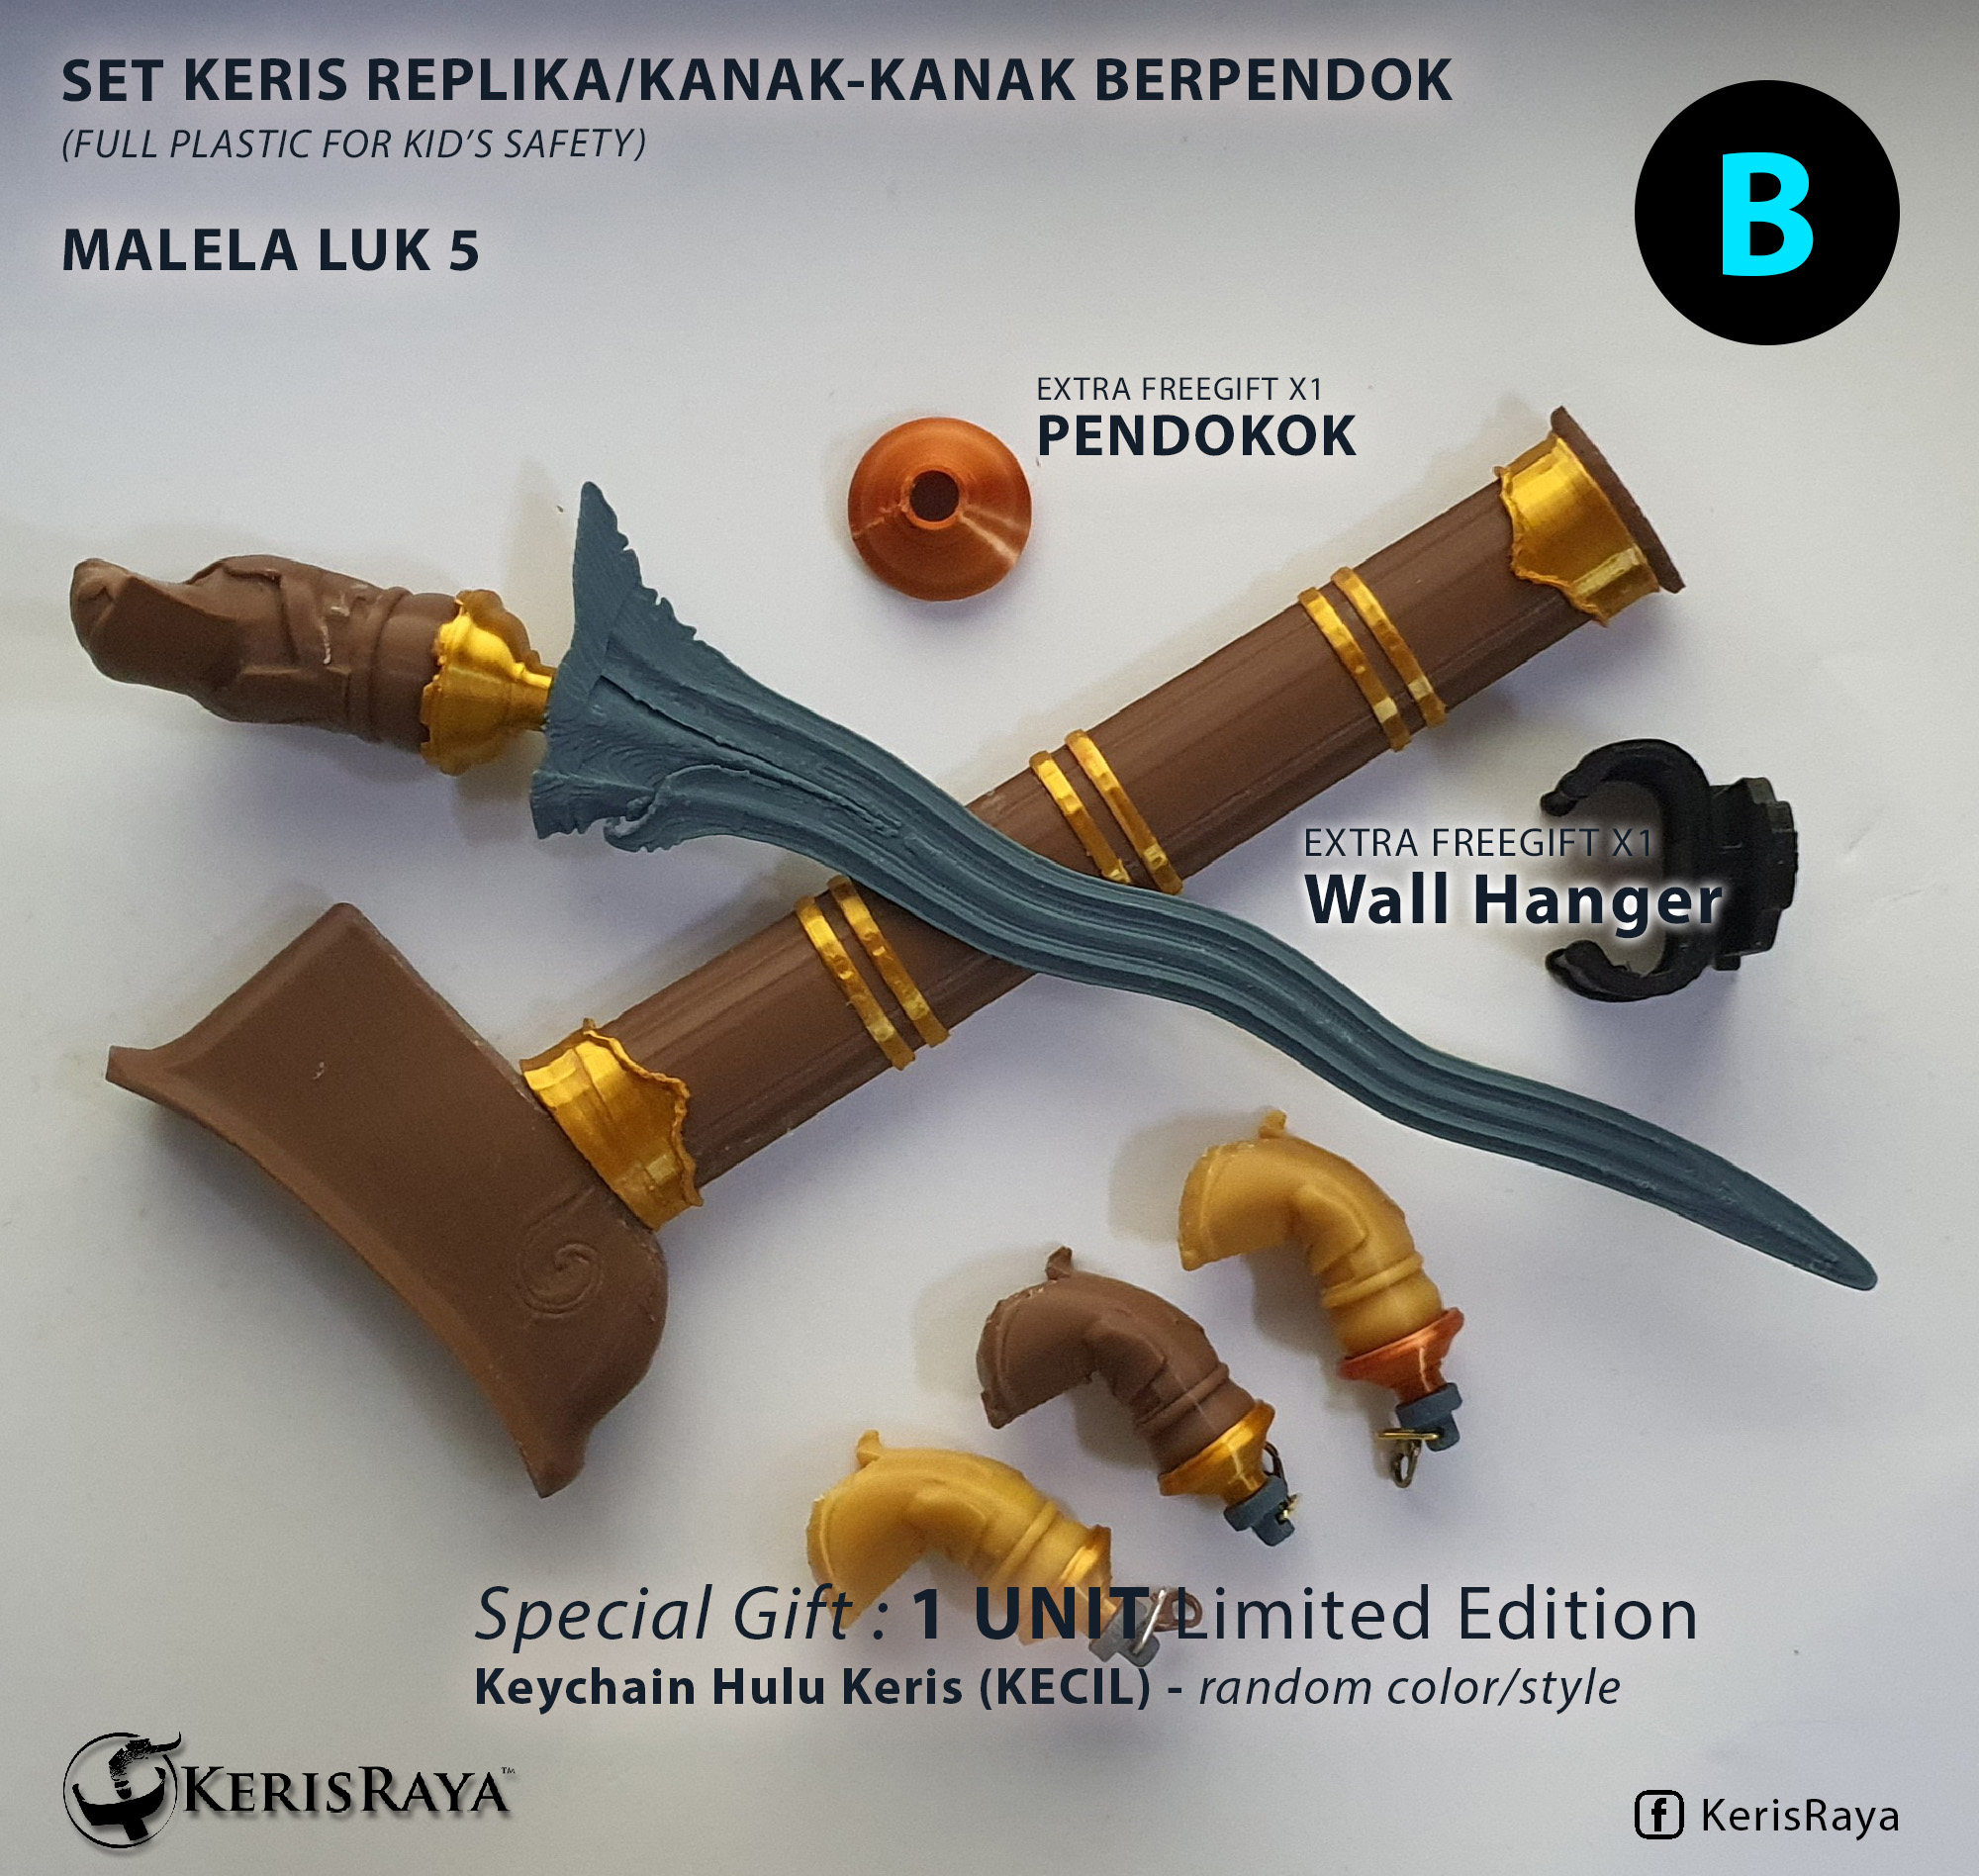 SET KERIS REPLIKA/KANAK-KANAK BERPENDOK
(FULL PLASTIC FOR KID'S SAFETY)
MALELA LUK 5
B
EXTRA FREEGIFT X1
PENDOKOK
EXTRA FREEGIFT X1
Wall Hanger
Special Gift : 1 UNIT Limited Edition
Keychain Hulu Keris (KECIL) - random color/style
KERISRAYA™
f KerisRaya